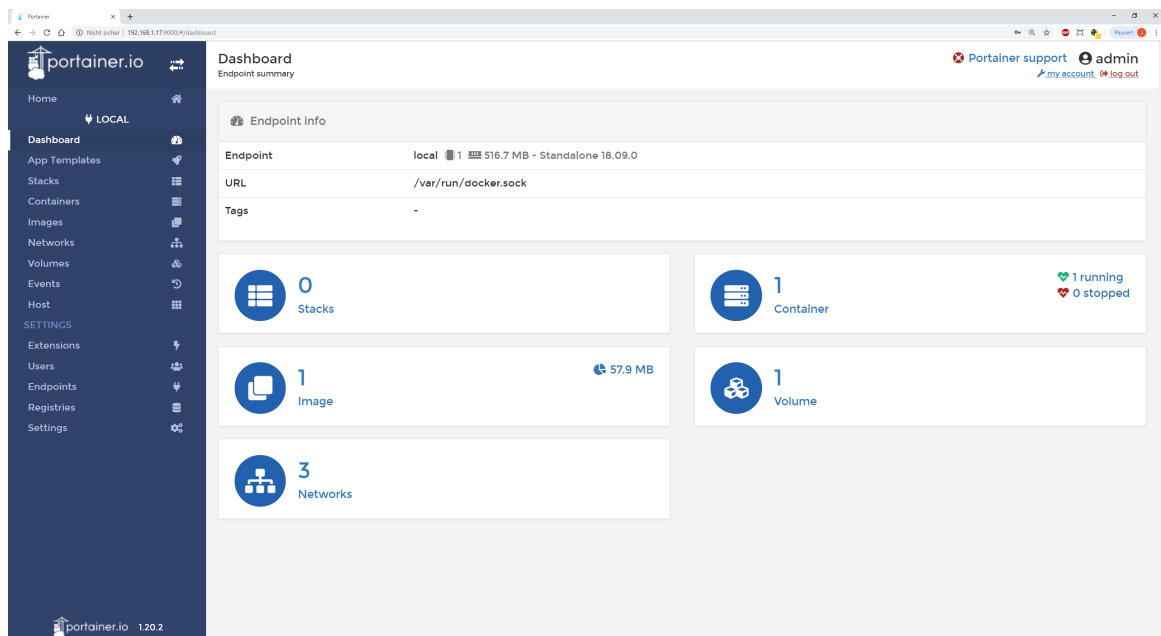 Portainer
Nicht sicher | 192.168.1.17:9000/#/dashboard
Pausiert
portainer.io
Home
LOCAL
Dashboard
App Templates
Stacks
Containers
Images
Networks
Volumes
Events
Host
SETTINGS
Extensions
Users
Endpoints
Registries
Settings
portainer.io 1.20.2
Dashboard
Endpoint summary
Portainer support admin
my account log out
Endpoint info
Endpoint local 1 516.7 MB - Standalone 18.09.0
URL /var/run/docker.sock
Tags -
0
Stacks
1
Container
1 running
0 stopped
1
Image
57.9 MB
1
Volume
3
Networks